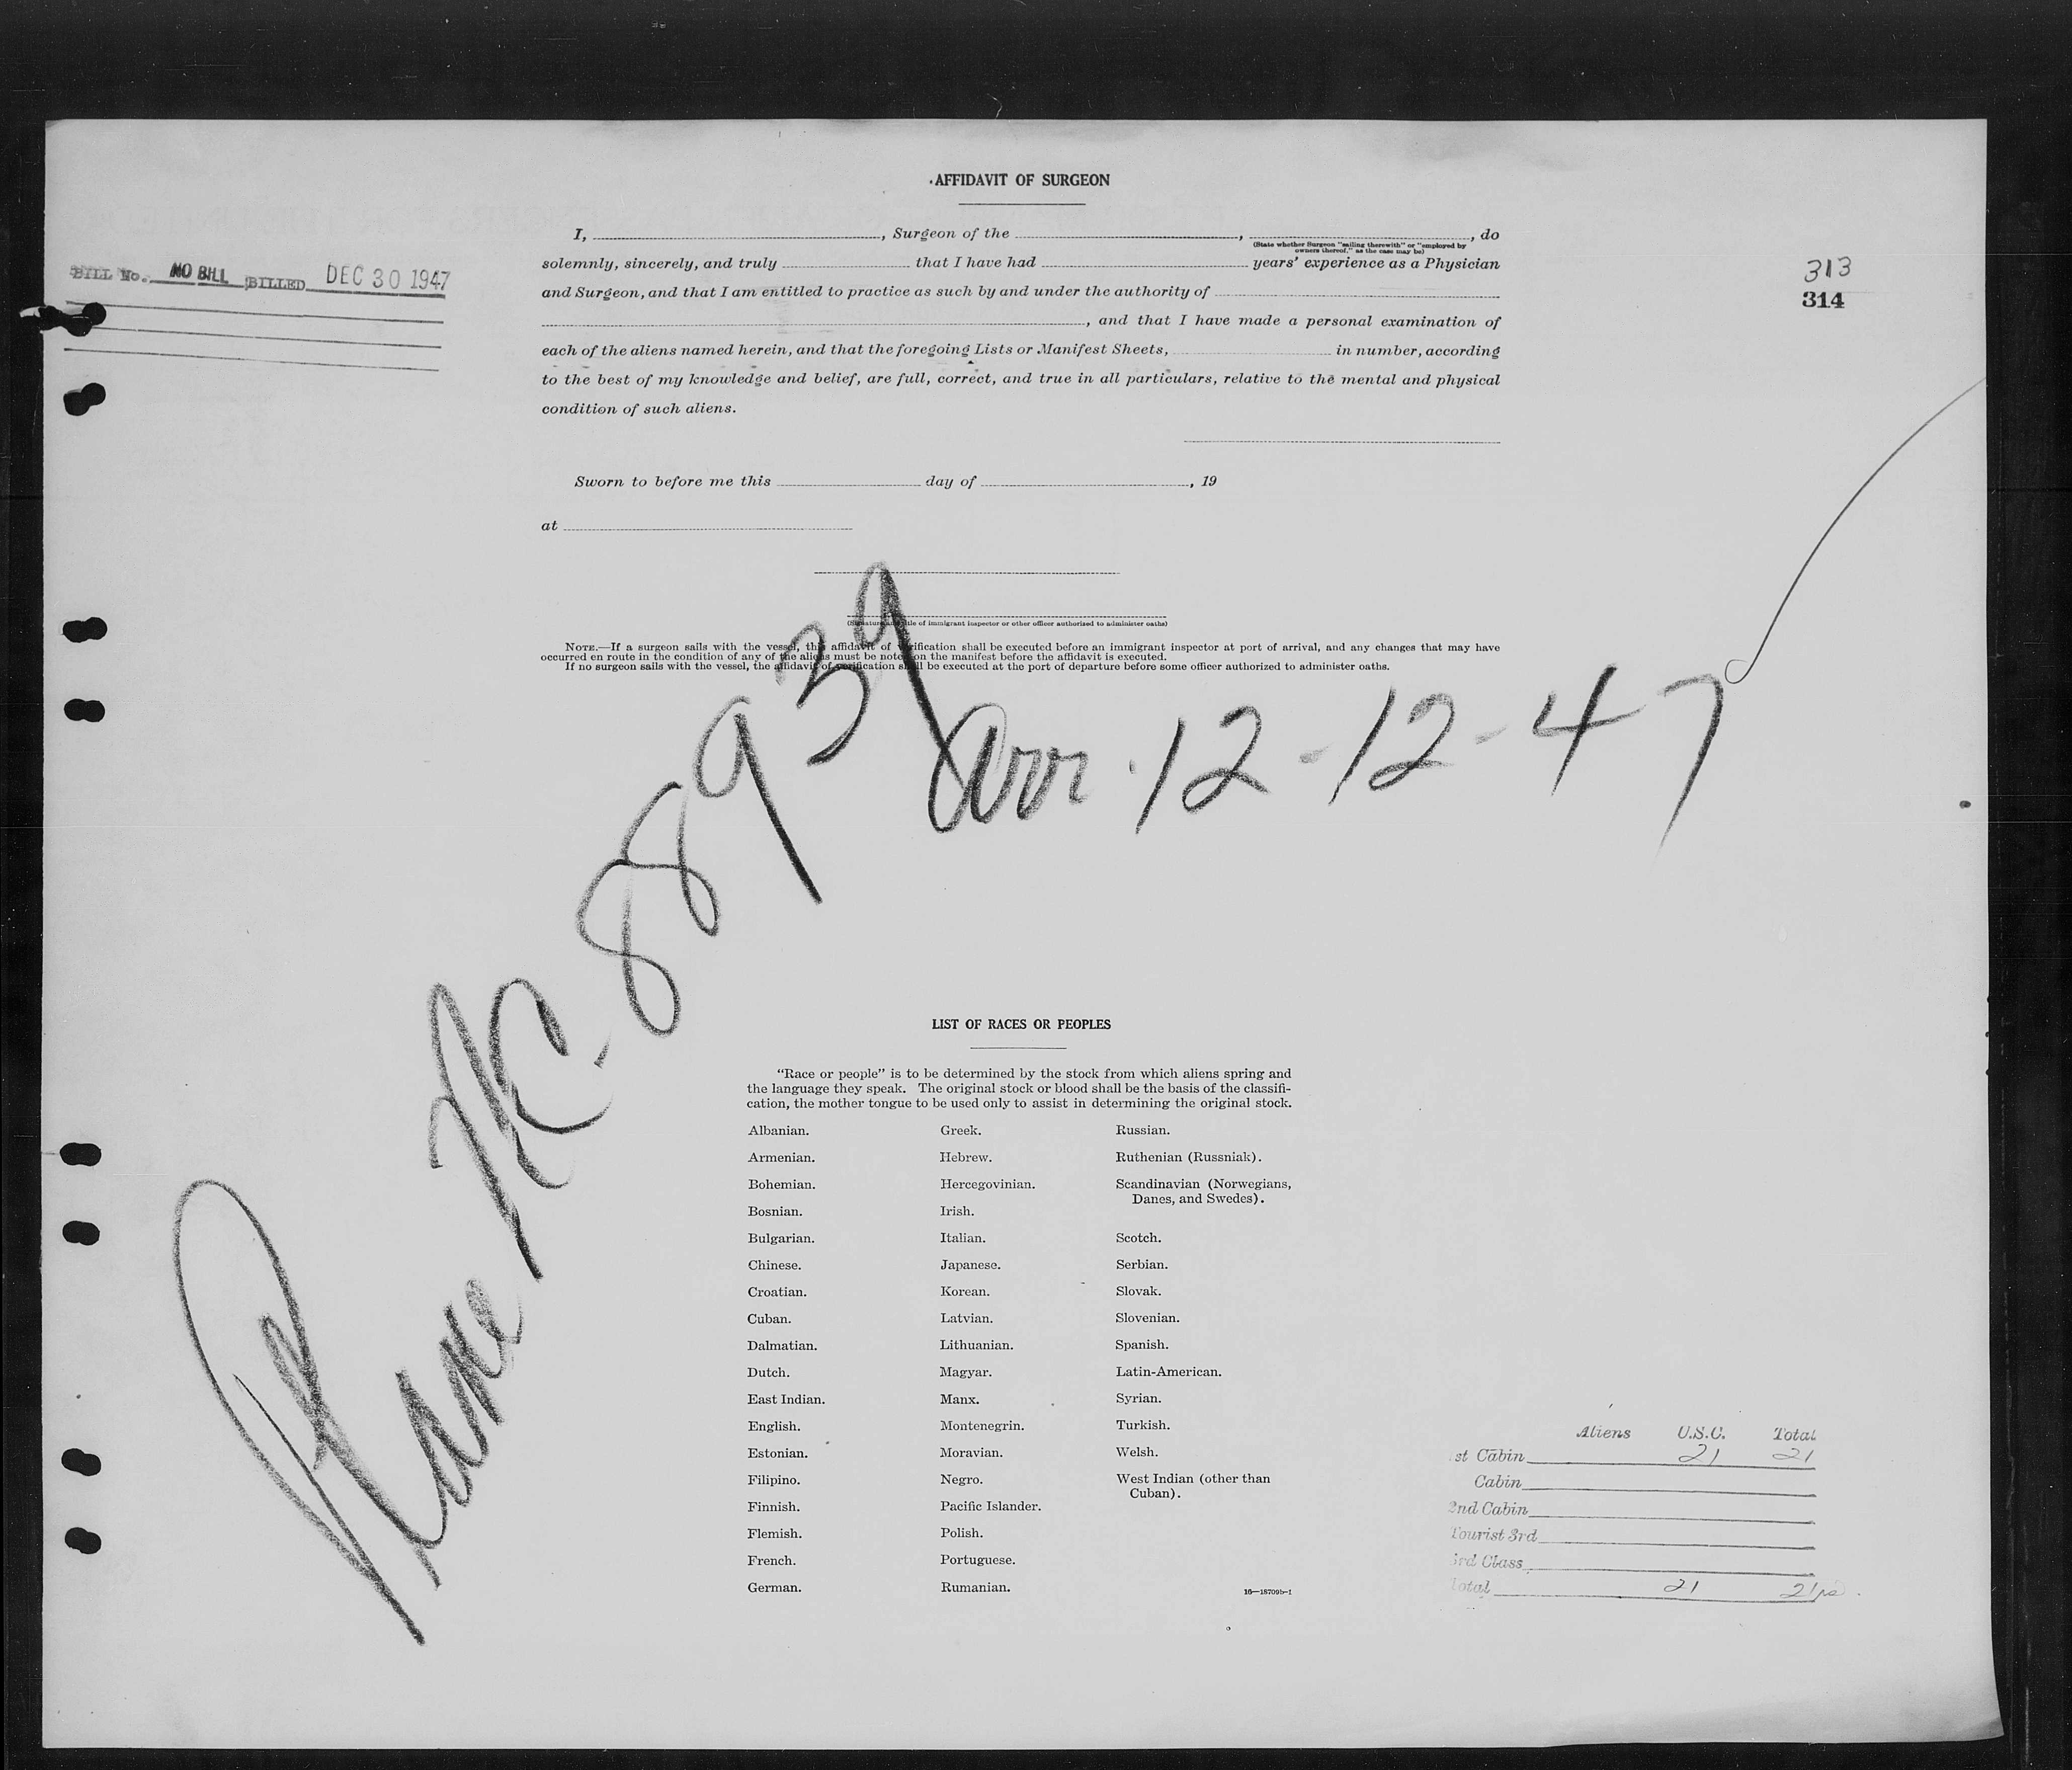 AFFIDAVIT OF SURGEON
I, , Surgeon of the , , do
(State whether Surgeon "sailing therewith" or "employed by
owners thereof," as the case may be)
solemnly, sincerely, and truly that I have had years' experience as a Physician
and Surgeon, and that I am entitled to practice as such by and under the authority of
, and that I have made a personal examination of
each of the aliens named herein, and that the foregoing Lists or Manifest Sheets, in number, according
to the best of my knowledge and belief, are full, correct, and true in all particulars, relative to the mental and physical
condition of such aliens.
BILL No. NO BILL BILLED DEC 30 1947
313
314
Sworn to before me this day of , 19
at
(Signature and title of immigrant inspector or other officer authorized to administer oaths)
NOTE.—If a surgeon sails with the vessel, this affidavit of verification shall be executed before an immigrant inspector at port of arrival, and any changes that may have
occurred en route in the condition of any of the aliens must be noted on the manifest before the affidavit is executed.
If no surgeon sails with the vessel, the affidavit of verification shall be executed at the port of departure before some officer authorized to administer oaths.
Plane NC-88939
Arr. 12-12-47
LIST OF RACES OR PEOPLES
"Race or people" is to be determined by the stock from which aliens spring and
the language they speak. The original stock or blood shall be the basis of the classifi-
cation, the mother tongue to be used only to assist in determining the original stock.
Albanian.
Armenian.
Bohemian.
Bosnian.
Bulgarian.
Chinese.
Croatian.
Cuban.
Dalmatian.
Dutch.
East Indian.
English.
Estonian.
Filipino.
Finnish.
Flemish.
French.
German.
Greek.
Hebrew.
Hercegovinian.
Irish.
Italian.
Japanese.
Korean.
Latvian.
Lithuanian.
Magyar.
Manx.
Montenegrin.
Moravian.
Negro.
Pacific Islander.
Polish.
Portuguese.
Rumanian.
Russian.
Ruthenian (Russniak).
Scandinavian (Norwegians,
Danes, and Swedes).
Scotch.
Serbian.
Slovak.
Slovenian.
Spanish.
Latin-American.
Syrian.
Turkish.
Welsh.
West Indian (other than
Cuban).
16—18709b-1
Aliens U.S.C. Total
st Cabin 21 21
Cabin
2nd Cabin
Tourist 3rd
3rd Class
Total 21 21